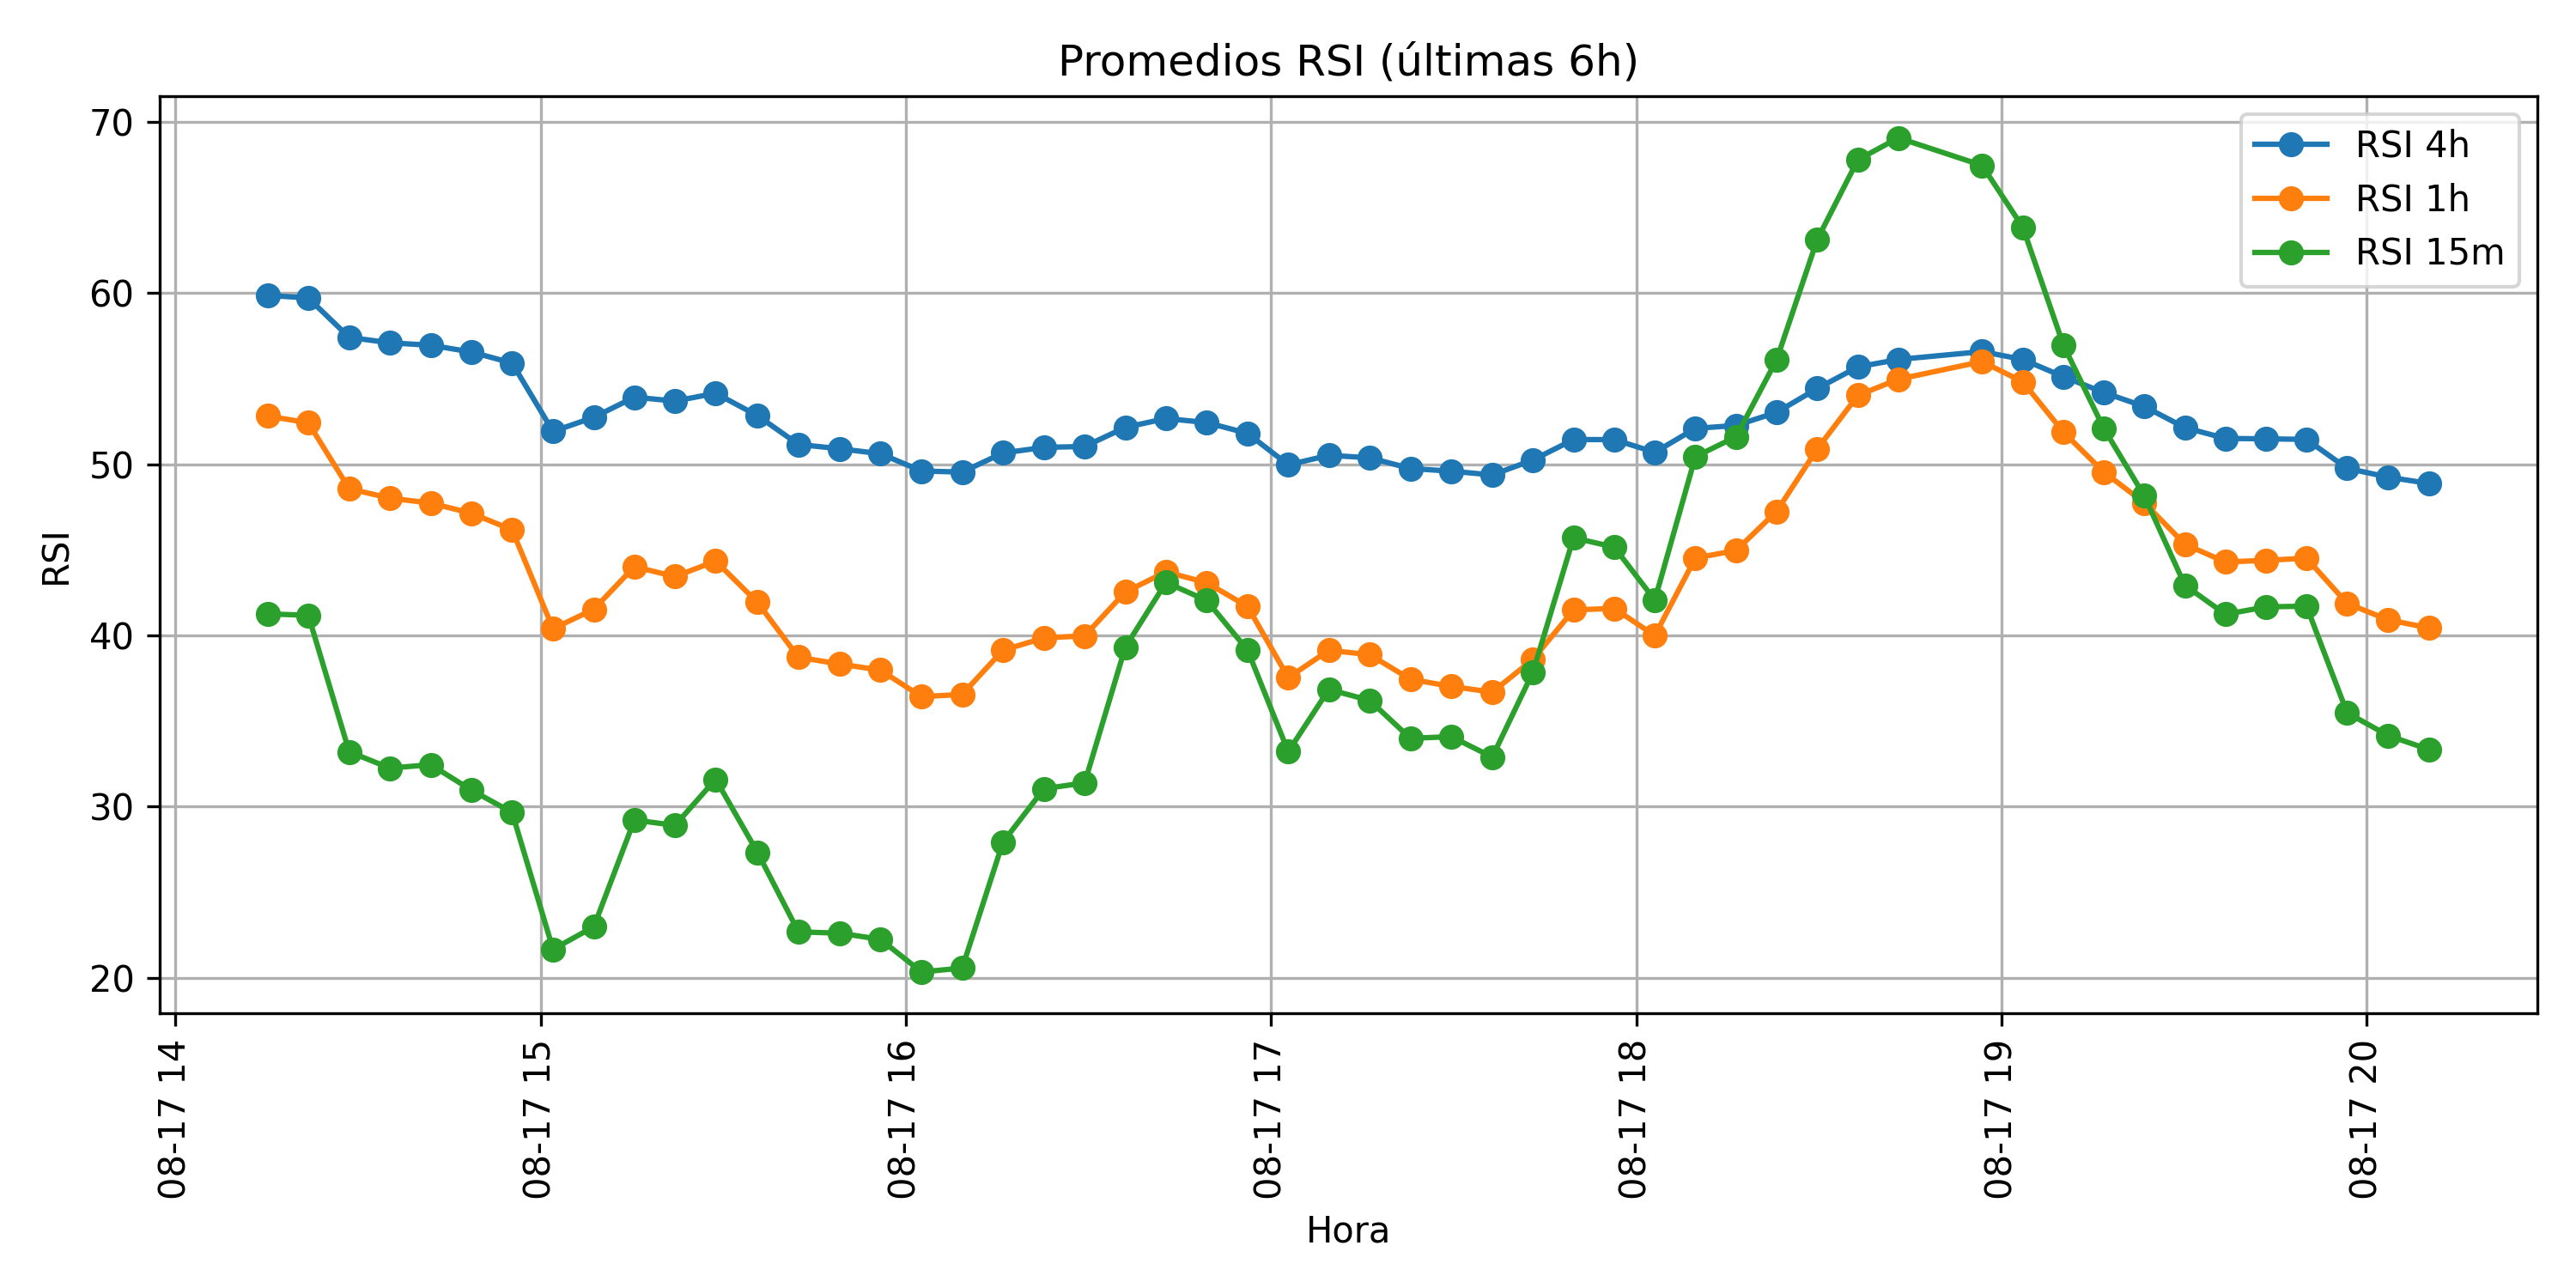 Promedios RSI (últimas 6h)
RSI 4h
RSI 1h
RSI 15m
RSI
70
60
50
40
30
20
08-17 14
08-17 15
08-17 16
08-17 17
08-17 18
08-17 19
08-17 20
Hora